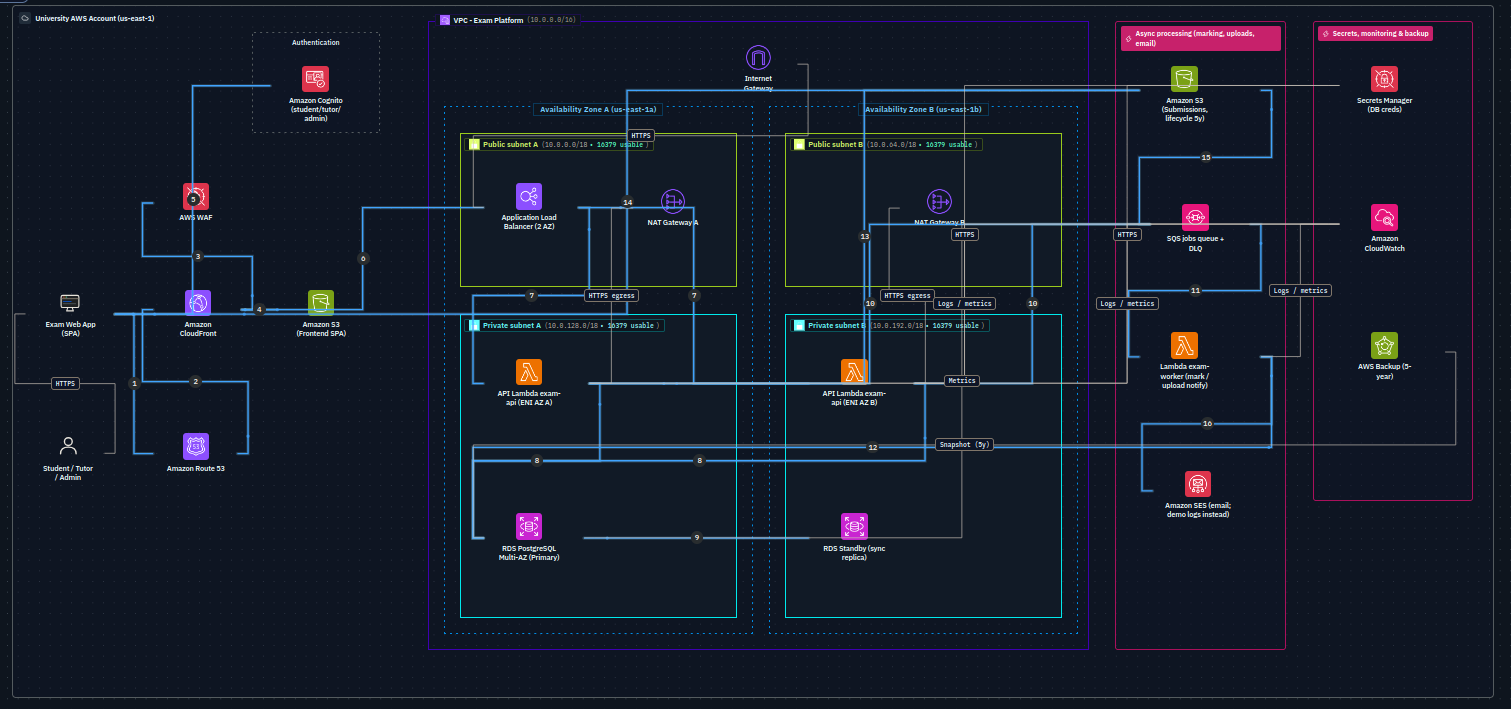 University AWS Account (us-east-1)
Authentication
Amazon Cognito
(student/tutor/
admin)
5
AWS WAF
3
4
6
Exam Web App
(SPA)
Amazon
CloudFront
Amazon S3
(Frontend SPA)
HTTPS
1
2
Student / Tutor
/ Admin
Amazon Route 53
VPC - Exam Platform (10.0.0.0/16)
Internet
Gateway
Availability Zone A (us-east-1a)
Availability Zone B (us-east-1b)
HTTPS
Public subnet A (10.0.0.0/18 • 16379 usable )
Public subnet B (10.0.64.0/18 • 16379 usable )
Application Load
Balancer (2 AZ)
14
NAT Gateway A
NAT Gateway B
13
HTTPS
7
HTTPS egress
7
10
HTTPS egress
Logs / metrics
10
Private subnet A (10.0.128.0/18 • 16379 usable )
Private subnet B (10.0.192.0/18 • 16379 usable )
API Lambda exam-
api (ENI AZ A)
API Lambda exam-
api (ENI AZ B)
Metrics
12
Snapshot (5y)
8
8
RDS PostgreSQL
Multi-AZ (Primary)
9
RDS Standby (sync
replica)
Async processing (marking, uploads,
email)
Amazon S3
(Submissions,
lifecycle 5y)
15
HTTPS
SQS jobs queue +
DLQ
11
Logs / metrics
Logs / metrics
Lambda exam-
worker (mark /
upload notify)
16
Amazon SES (email;
demo logs instead)
Secrets, monitoring & backup
Secrets Manager
(DB creds)
Amazon
CloudWatch
AWS Backup (5-
year)